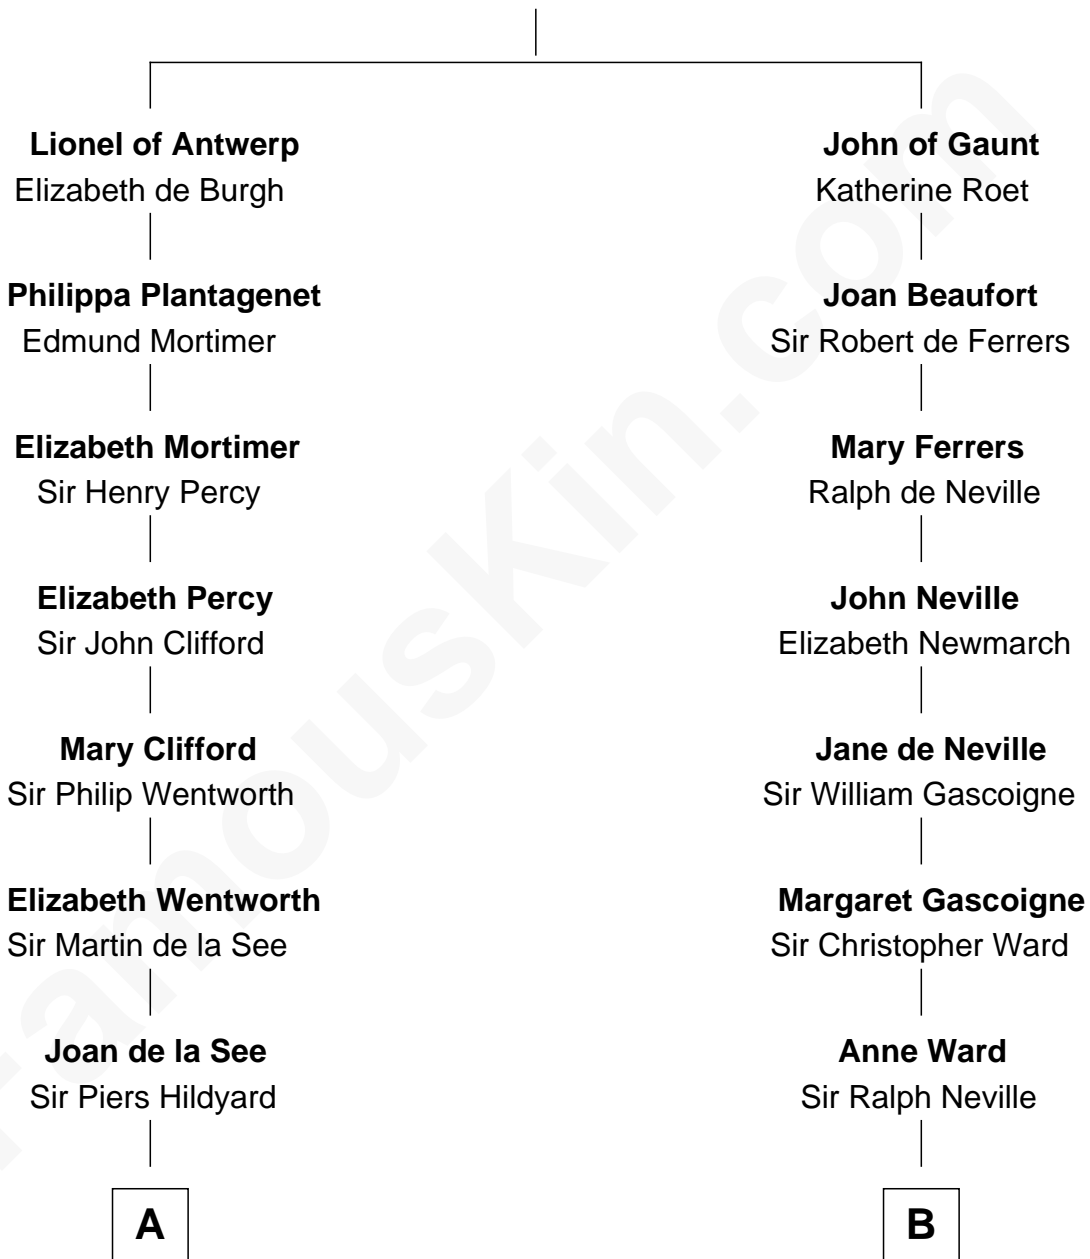 Lionel of Antwerp
Elizabeth de Burgh
Philippa Plantagenet
Edmund Mortimer
Elizabeth Mortimer
Sir Henry Percy
Elizabeth Percy
Sir John Clifford
Mary Clifford
Sir Philip Wentworth
Elizabeth Wentworth
Sir Martin de la See
Joan de la See
Sir Piers Hildyard
A
John of Gaunt
Katherine Roet
Joan Beaufort
Sir Robert de Ferrers
Mary Ferrers
Ralph de Neville
John Neville
Elizabeth Newmarch
Jane de Neville
Sir William Gascoigne
Margaret Gascoigne
Sir Christopher Ward
Anne Ward
Sir Ralph Neville
B
FamousKin.com